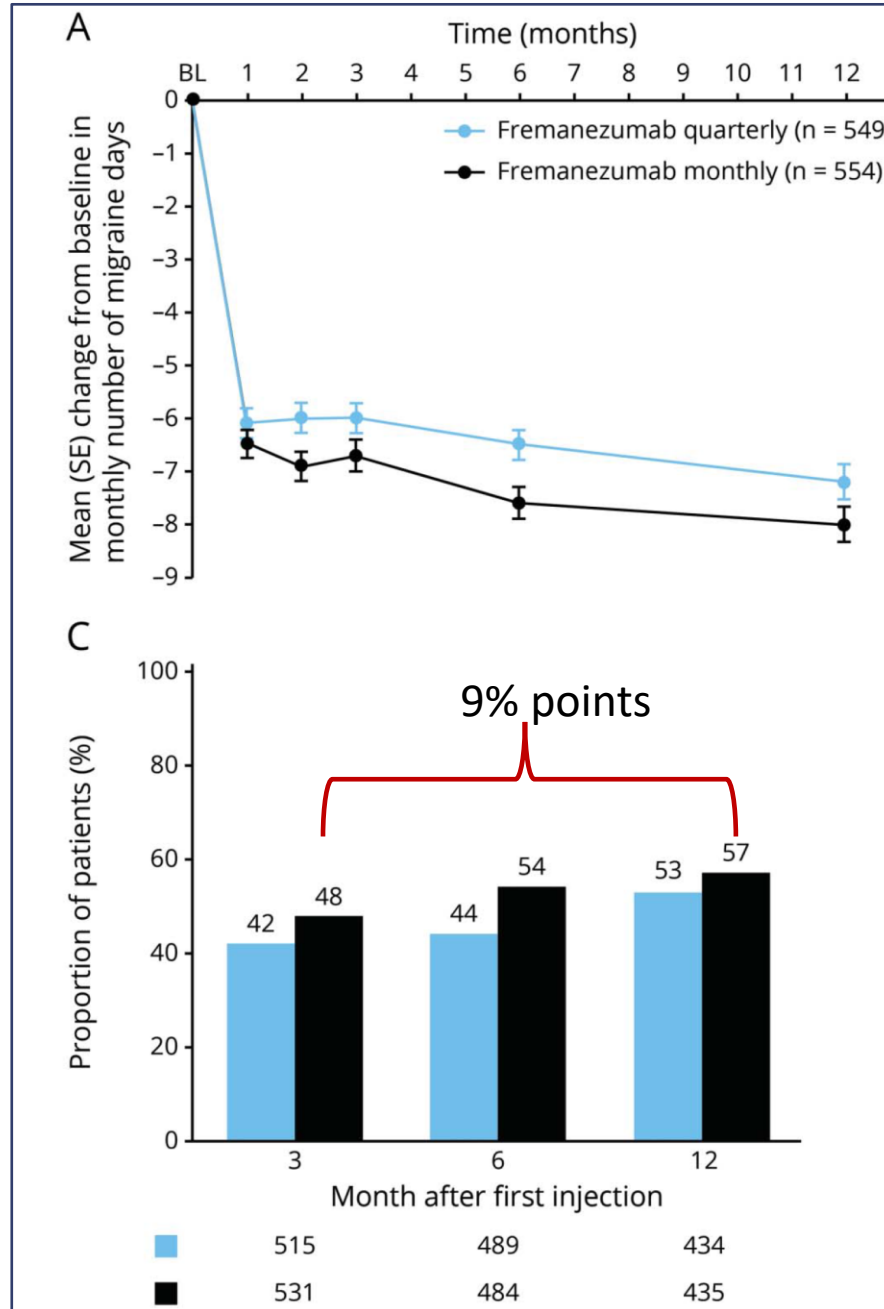 A
Time (months)
BL 1 2 3 4 5 6 7 8 9 10 11 12
0
–1
–2
–3
–4
–5
–6
–7
–8
–9
Mean (SE) change from baseline in
monthly number of migraine days
Fremanezumab quarterly (n = 549
Fremanezumab monthly (n = 554)
C
9% points
Proportion of patients (%)
100
80
60
40
20
0
42 48 44 54 53 57
3 6 12
Month after first injection
515 489 434
531 484 435